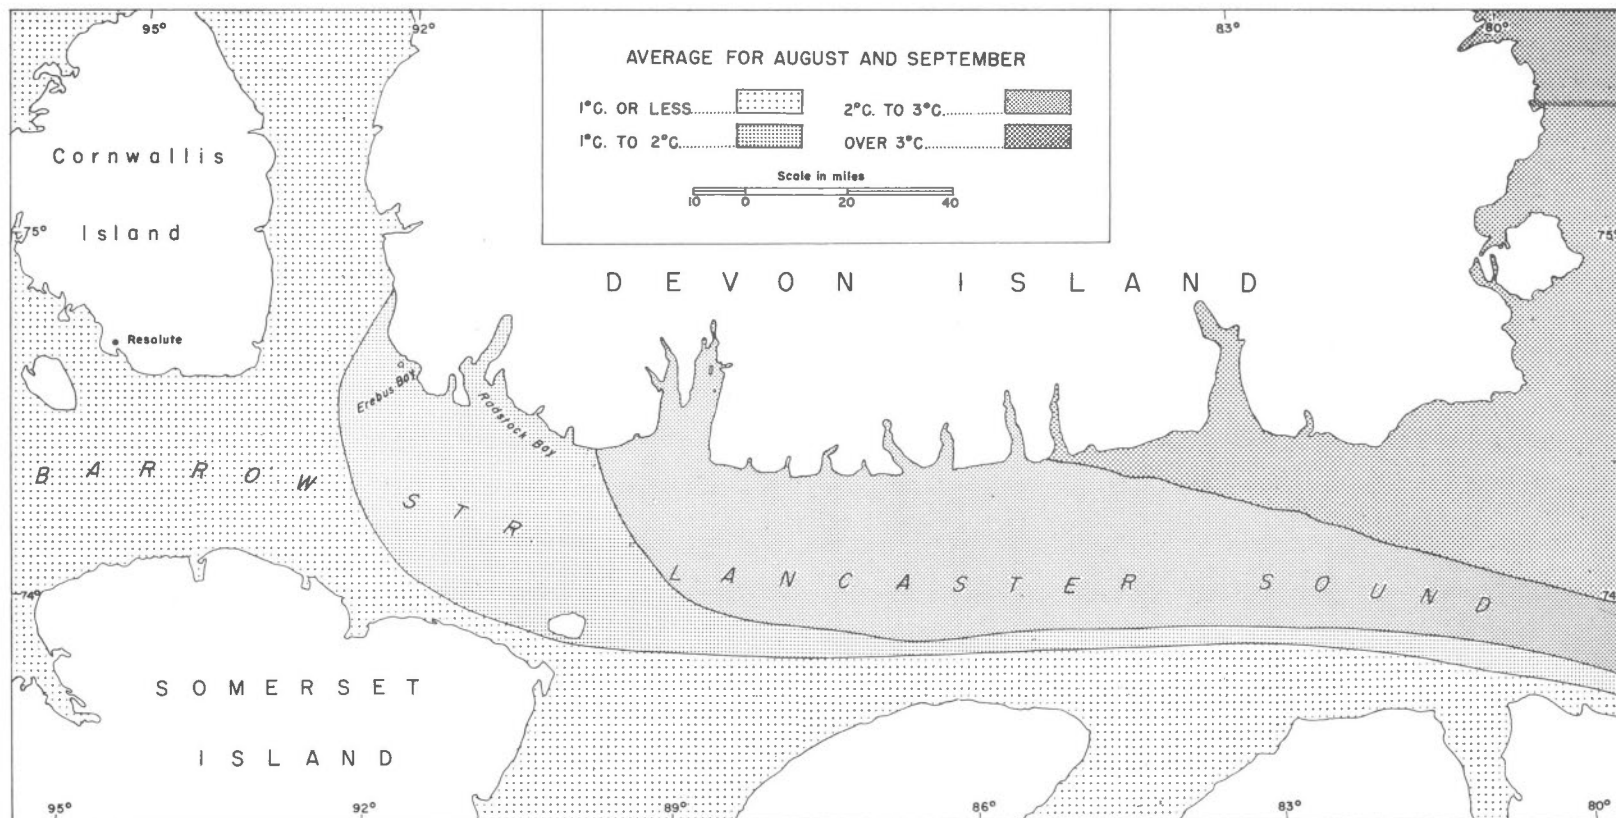 95° 92° 83° 80°
AVERAGE FOR AUGUST AND SEPTEMBER
1°C. OR LESS 2°C. TO 3°C.
1°C. TO 2°C. OVER 3°C.
Scale in miles
10 0 20 40
Cornwallis
Island
75° 75°
DEVON ISLAND
Resolute
Erebus Bay
Radstock Bay
BARROW STR.
LANCASTER SOUND
74° 74°
SOMERSET
ISLAND
95° 92° 89° 86° 83° 80°